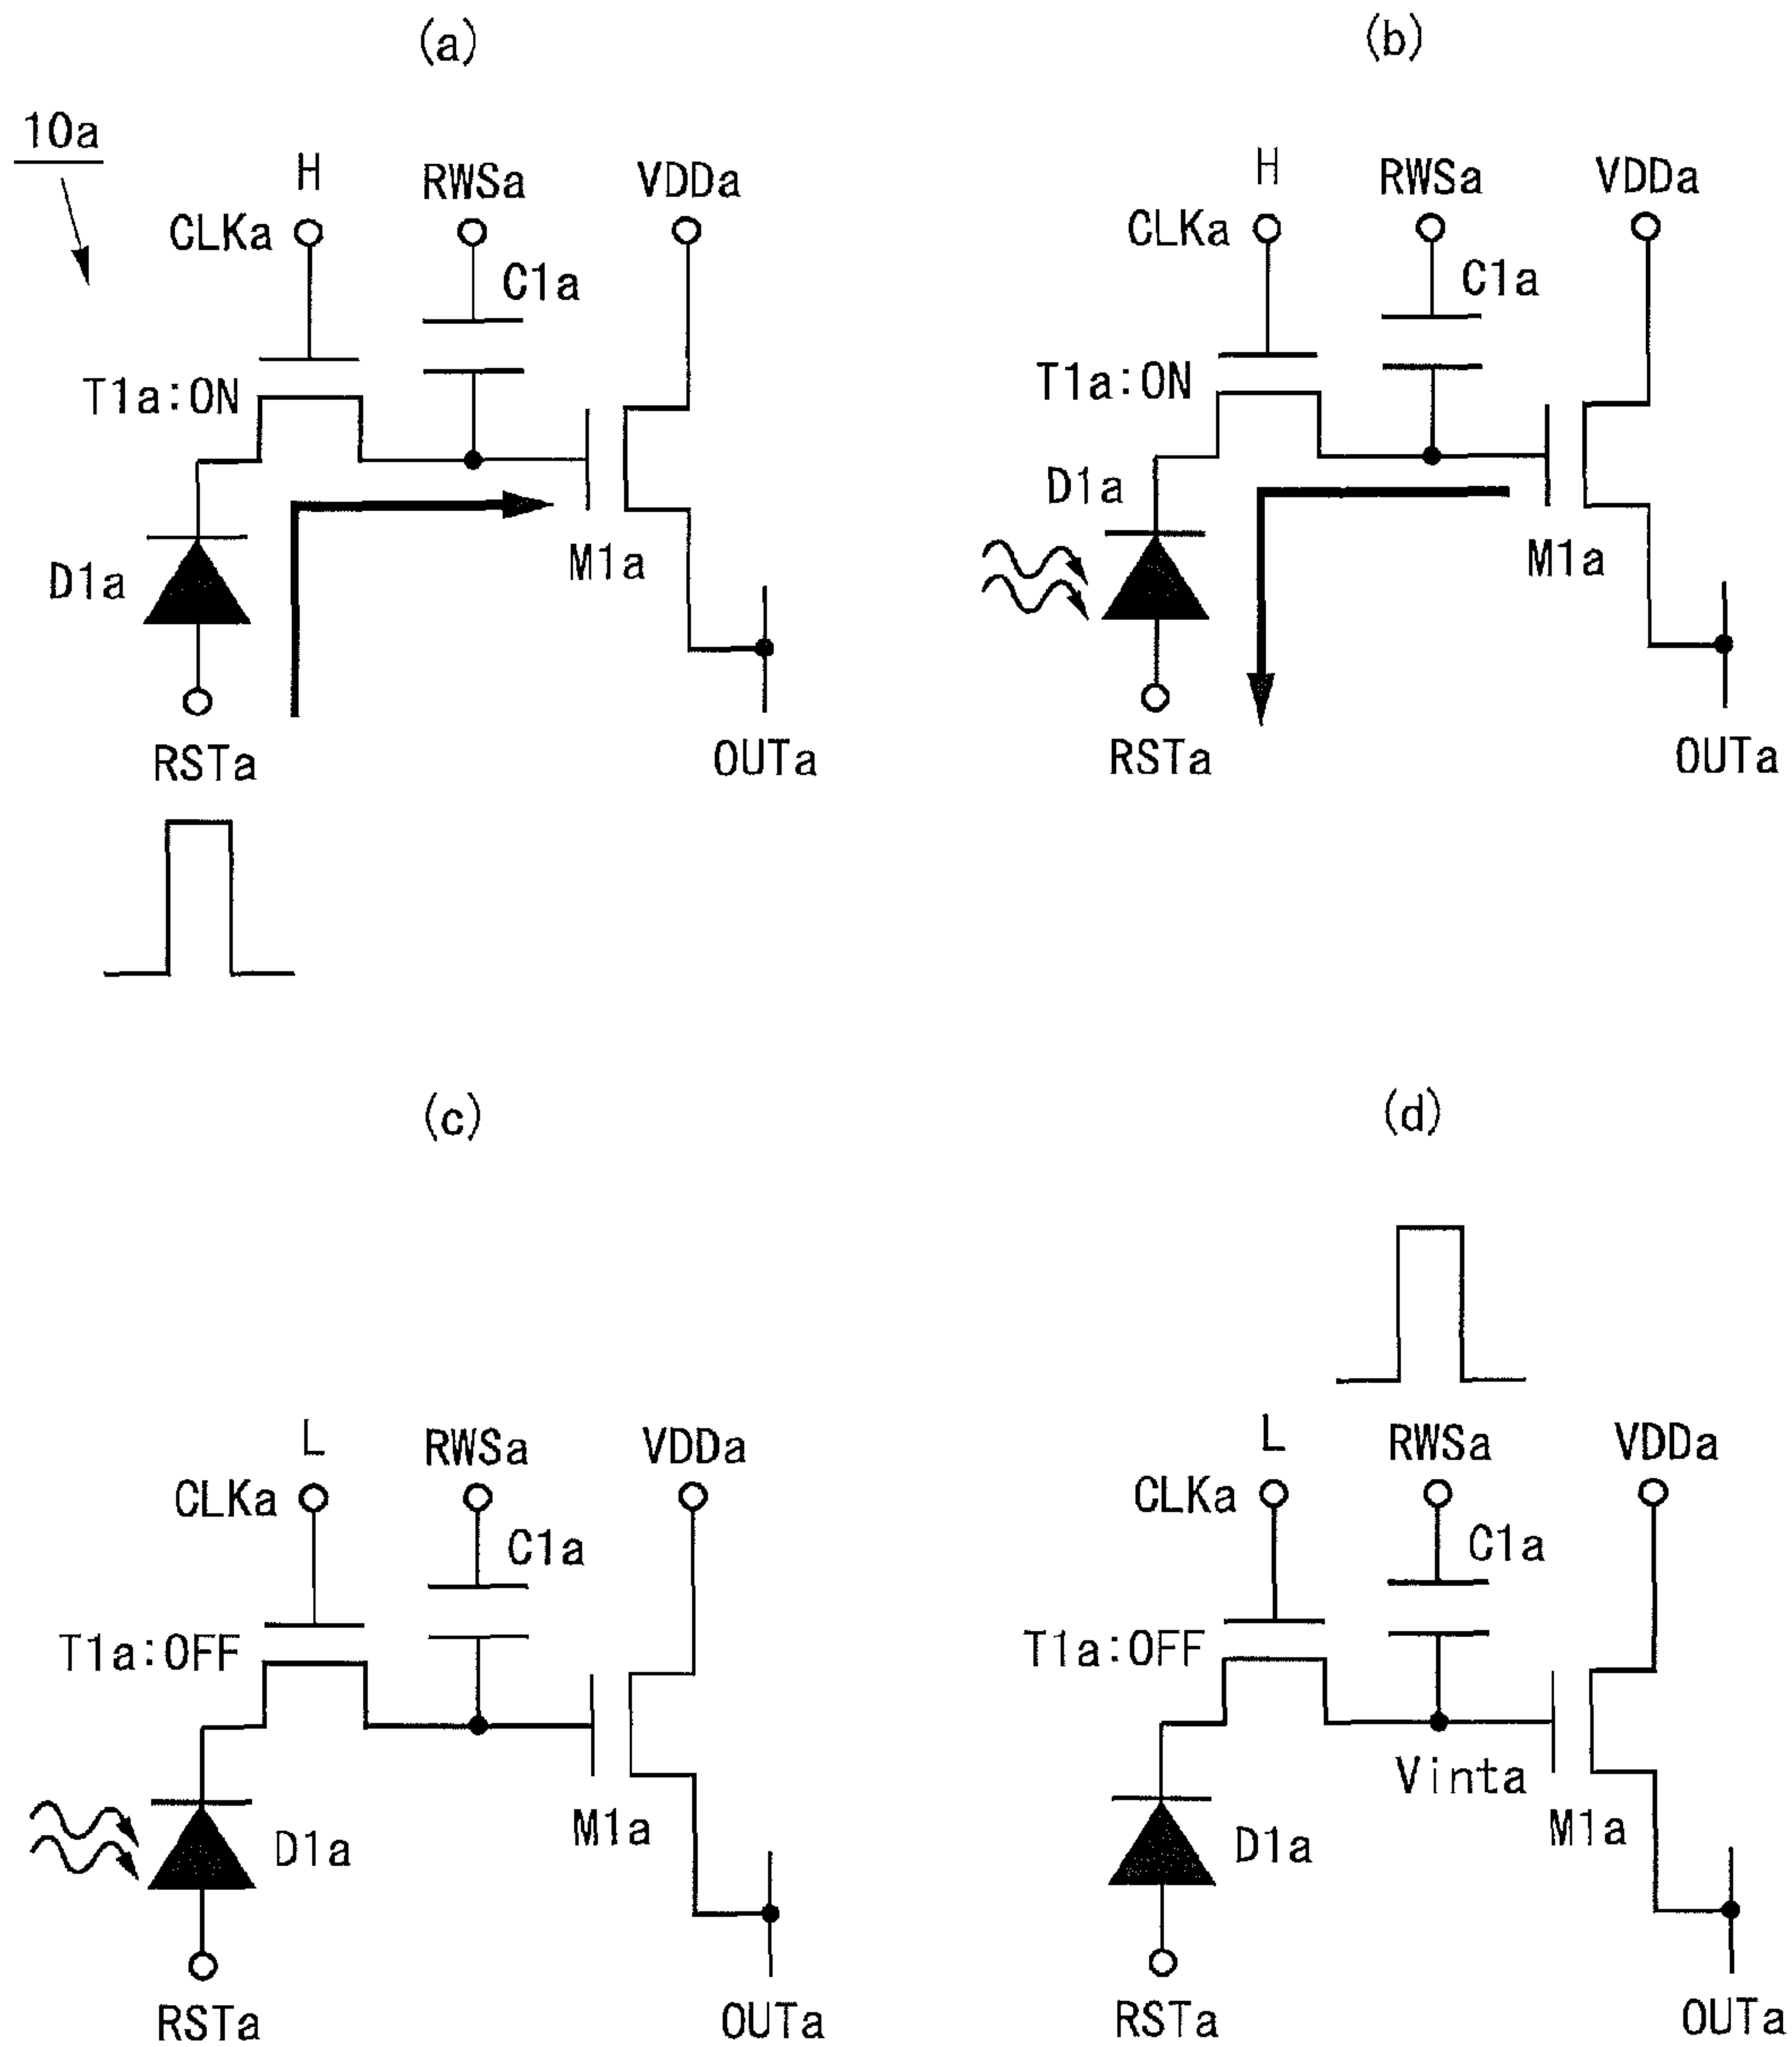 (a)
10a
H
RWSa
VDDa
CLKa
C1a
T1a:ON
D1a
M1a
RSTa
OUTa
(b)
H
RWSa
VDDa
CLKa
C1a
T1a:ON
D1a
M1a
RSTa
OUTa
(c)
L
RWSa
VDDa
CLKa
C1a
T1a:OFF
M1a
D1a
RSTa
OUTa
(d)
L
RWSa
VDDa
CLKa
C1a
T1a:OFF
Vinta
M1a
D1a
RSTa
OUTa